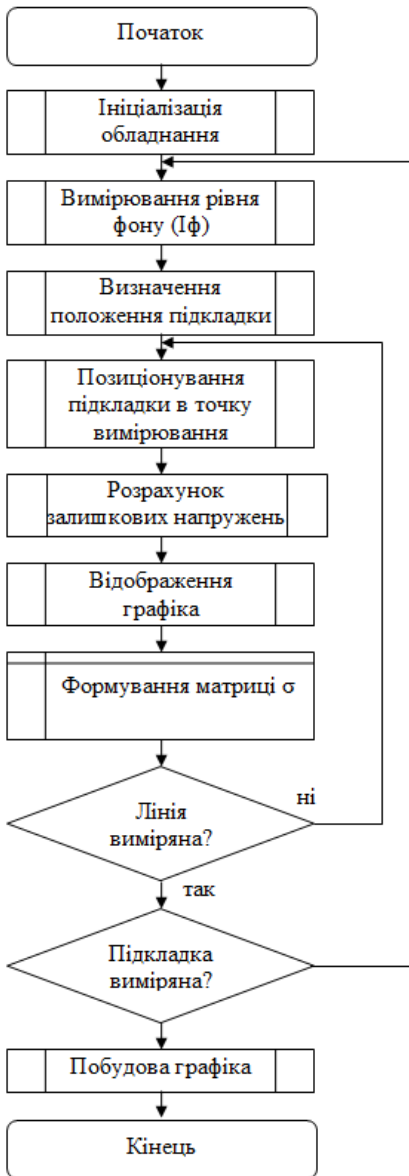 Початок
Ініціалізація
обладнання
Вимірювання рівня
фону (Іф)
Визначення
положення підкладки
Позиціонування
підкладки в точку
вимірювання
Розрахунок
залишкових напружень
Відображення
графіка
Формування матриці σ
Лінія
виміряна?
ні
так
Підкладка
виміряна?
Побудова графіка
Кінець